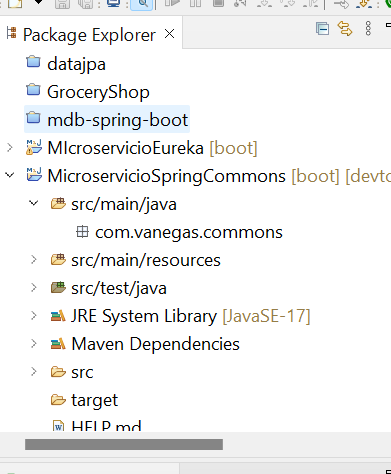 Package Explorer
datajpa
GroceryShop
mdb-spring-boot
MIcroservicioEureka [boot]
MicroservicioSpringCommons [boot] [devto
src/main/java
com.vanegas.commons
src/main/resources
src/test/java
JRE System Library [JavaSE-17]
Maven Dependencies
src
target
HELP.md